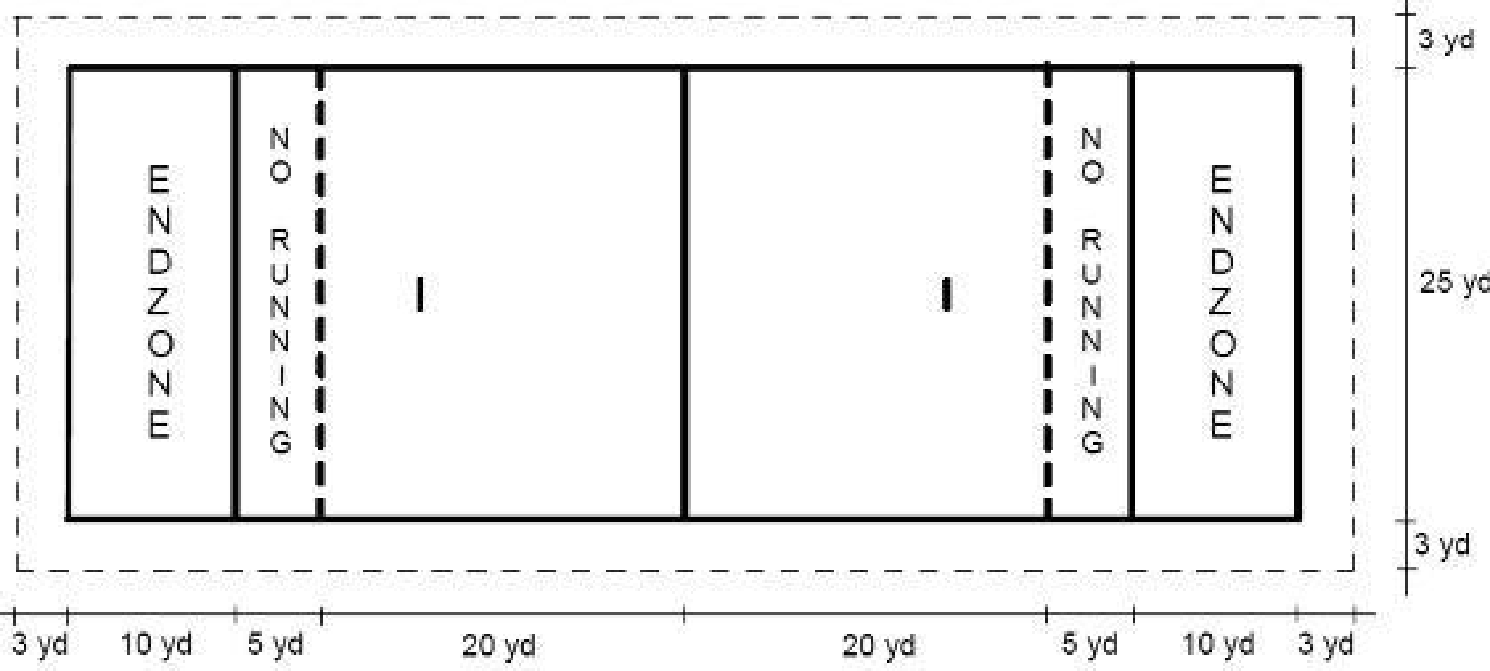 3 yd
ENDZONE
NO RUNNING
NO RUNNING
ENDZONE
25 yd
3 yd
3 yd
10 yd
5 yd
20 yd
20 yd
5 yd
10 yd
3 yd